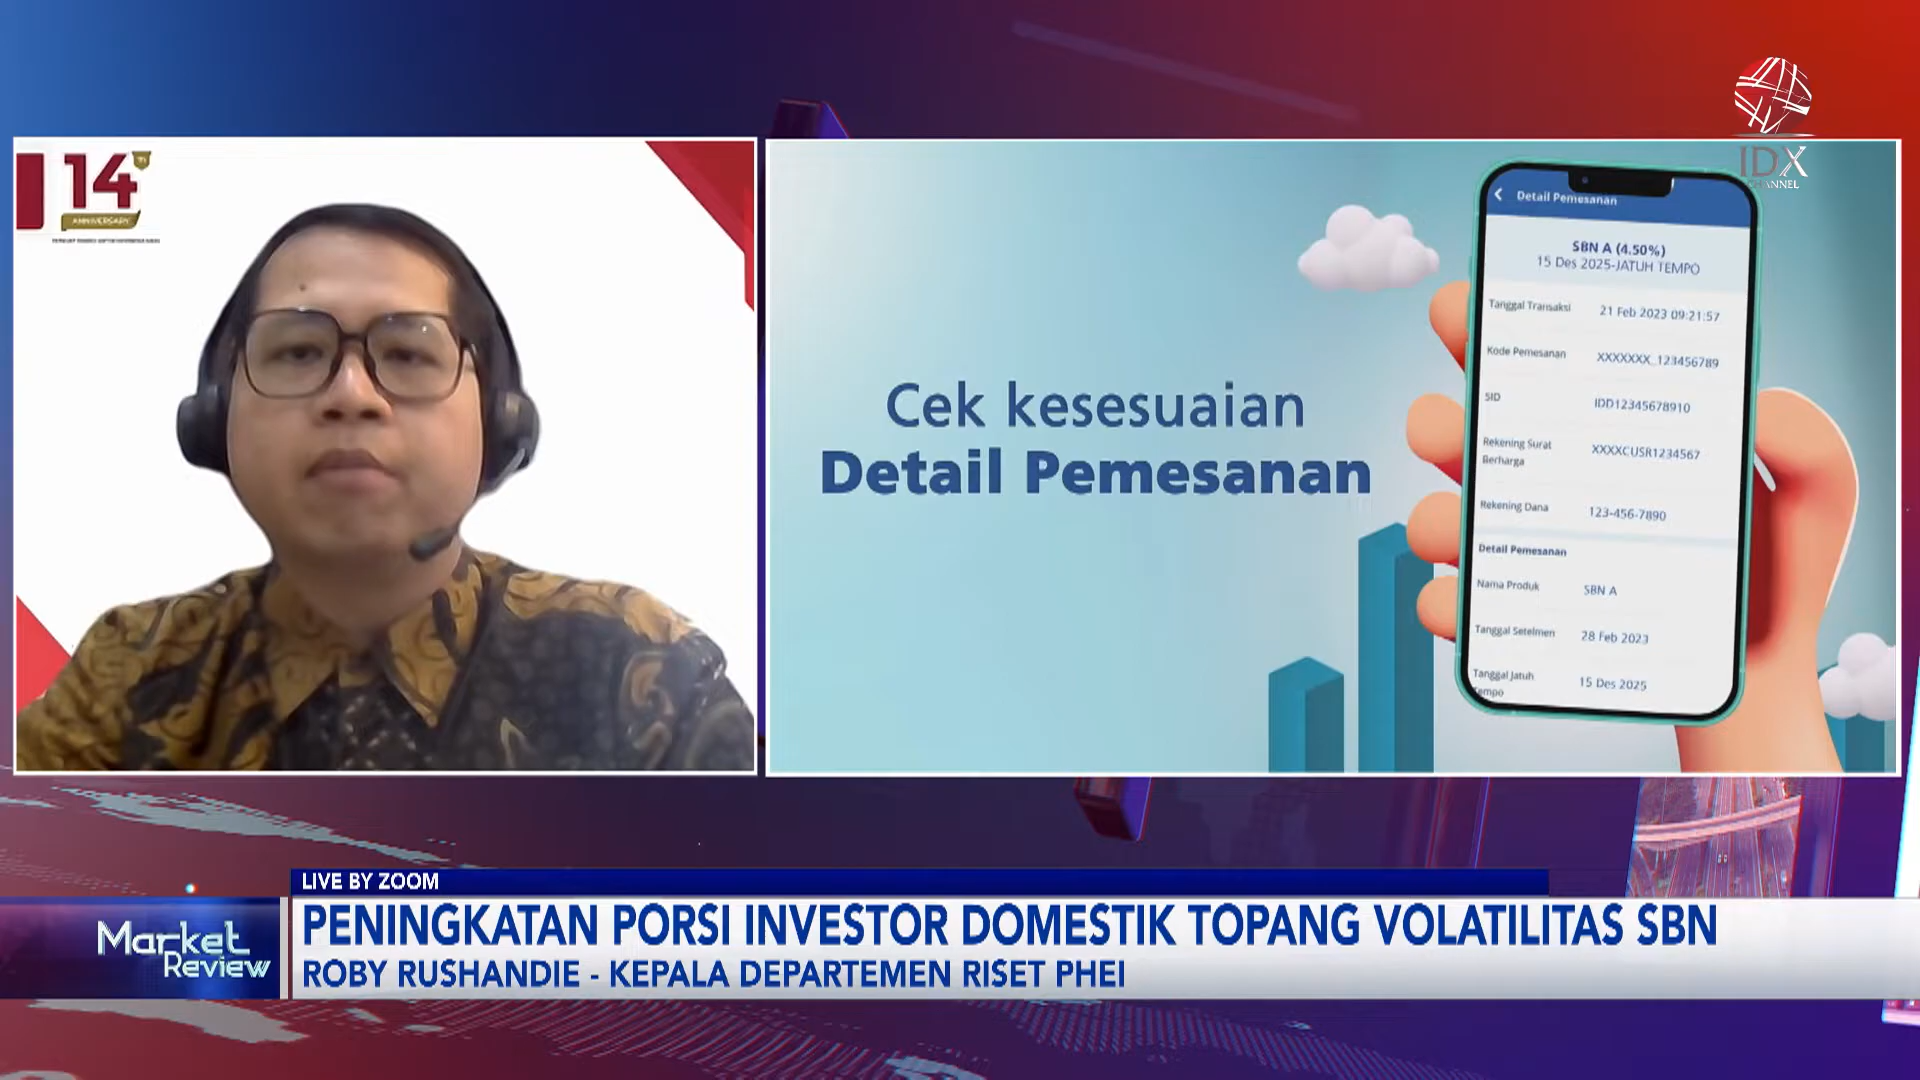 14
TH
ANNIVERSARY
IDX
CHANNEL
Cek kesesuaian
Detail Pemesanan
Detail Pemesanan
SBN A (4.50%)
15 Des 2025-JATUH TEMPO
Tanggal Transaksi 21 Feb 2023 09:21:57
Kode Pemesanan XXXXXXX_123456789
SID IDD12345678910
Rekening Surat Berharga XXXXCUSR1234567
Rekening Dana 123-456-7890
Detail Pemesanan
Nama Produk SBN A
Tanggal Setelmen 28 Feb 2023
Tanggal Jatuh Tempo 15 Des 2025
LIVE BY ZOOM
Market
Review
PENINGKATAN PORSI INVESTOR DOMESTIK TOPANG VOLATILITAS SBN
ROBY RUSHANDIE - KEPALA DEPARTEMEN RISET PHEI